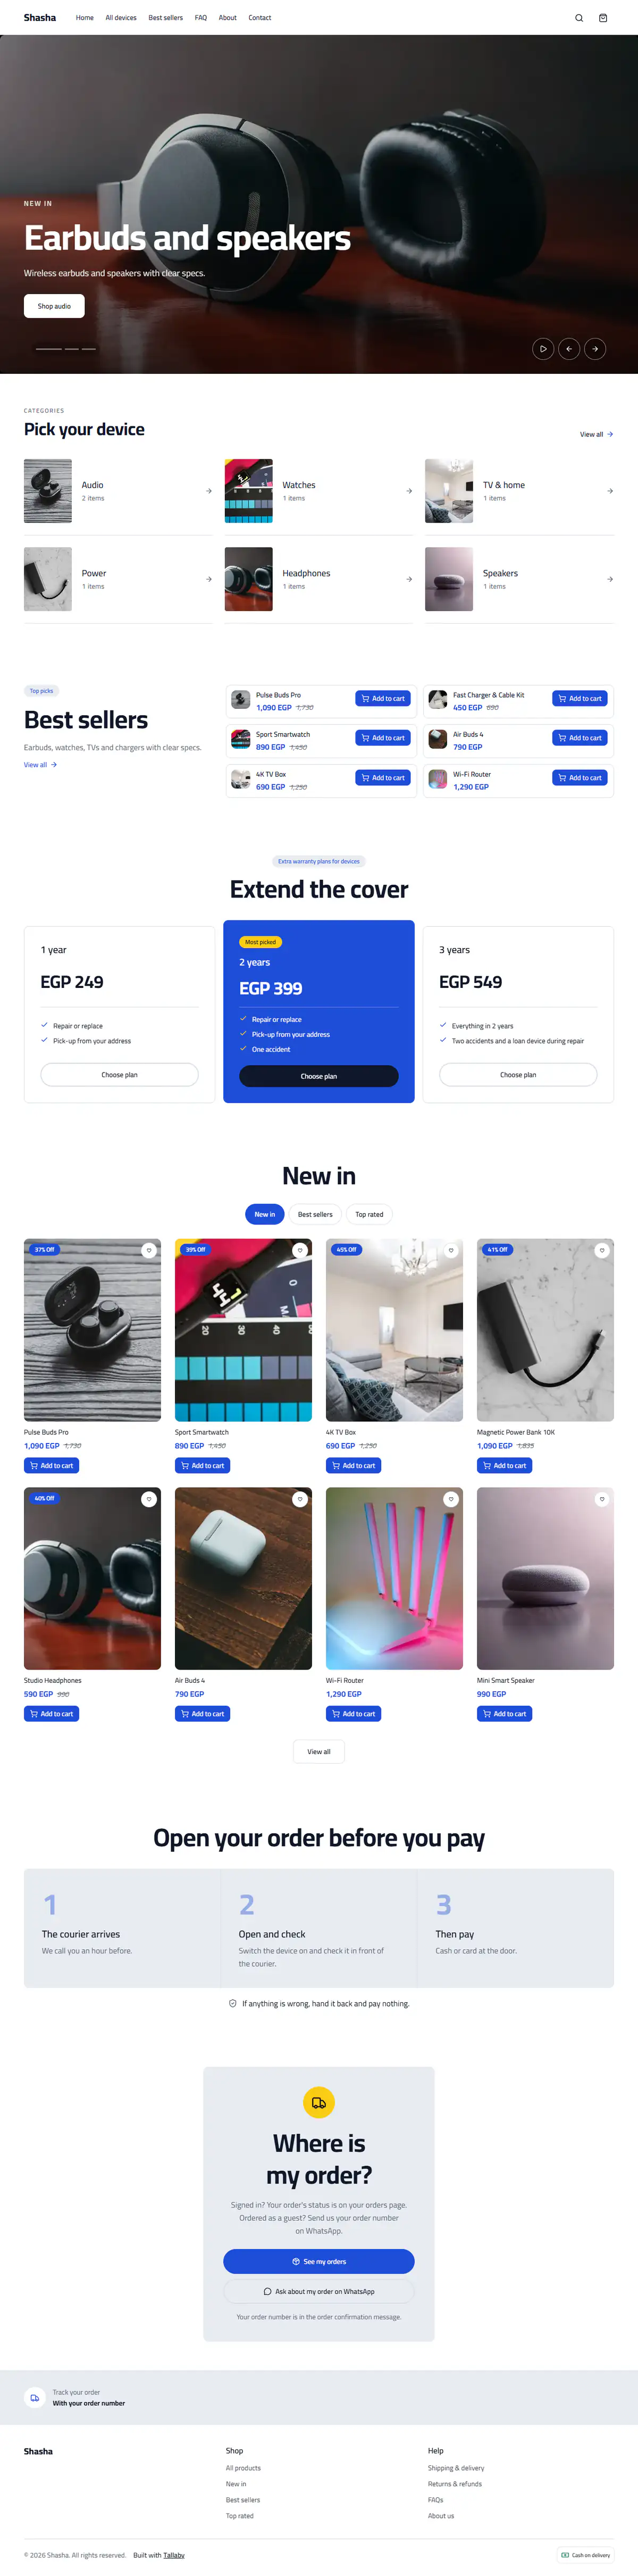 Shasha
Home
All devices
Best sellers
FAQ
About
Contact
NEW IN
Earbuds and speakers
Wireless earbuds and speakers with clear specs.
Shop audio
CATEGORIES
Pick your device
View all
Audio
2 items
Watches
1 items
TV & home
1 items
Power
1 items
Headphones
1 items
Speakers
1 items
Top picks
Best sellers
Earbuds, watches, TVs and chargers with clear specs.
View all
Pulse Buds Pro
1,090 EGP 1,730
Add to cart
Fast Charger & Cable Kit
450 EGP 690
Add to cart
Sport Smartwatch
890 EGP 1,450
Add to cart
Air Buds 4
790 EGP
Add to cart
4K TV Box
690 EGP 1,250
Add to cart
Wi-Fi Router
1,290 EGP
Add to cart
Extra warranty plans for devices
Extend the cover
1 year
EGP 249
Repair or replace
Pick-up from your address
Choose plan
Most picked
2 years
EGP 399
Repair or replace
Pick-up from your address
One accident
Choose plan
3 years
EGP 549
Everything in 2 years
Two accidents and a loan device during repair
Choose plan
New in
New in
Best sellers
Top rated
37% Off
Pulse Buds Pro
1,090 EGP 1,730
Add to cart
39% Off
Sport Smartwatch
890 EGP 1,450
Add to cart
45% Off
4K TV Box
690 EGP 1,250
Add to cart
41% Off
Magnetic Power Bank 10K
1,090 EGP 1,835
Add to cart
40% Off
Studio Headphones
590 EGP 990
Add to cart
Air Buds 4
790 EGP
Add to cart
Wi-Fi Router
1,290 EGP
Add to cart
Mini Smart Speaker
990 EGP
Add to cart
View all
Open your order before you pay
1
The courier arrives
We call you an hour before.
2
Open and check
Switch the device on and check it in front of
the courier.
3
Then pay
Cash or card at the door.
If anything is wrong, hand it back and pay nothing.
Where is
my order?
Signed in? Your order's status is on your orders page.
Ordered as a guest? Send us your order number
on WhatsApp.
See my orders
Ask about my order on WhatsApp
Your order number is in the order confirmation message.
Track your order
With your order number
Shasha
Shop
All products
New in
Best sellers
Top rated
Help
Shipping & delivery
Returns & refunds
FAQs
About us
© 2026 Shasha. All rights reserved. Built with Tallaby
Cash on delivery